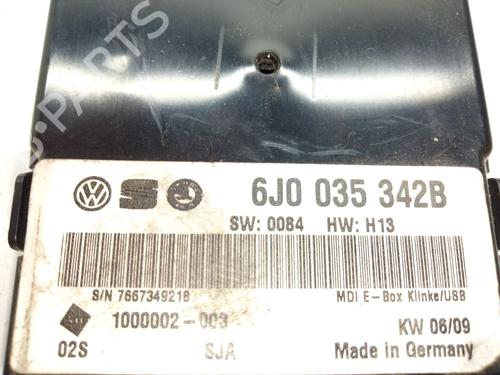 6J0 035 342B
SW: 0084 HW: H13
S/N 7667349218 MDI E-Box Klinke/USB
1000002-003 KW 06/09
02S SJA Made in Germany